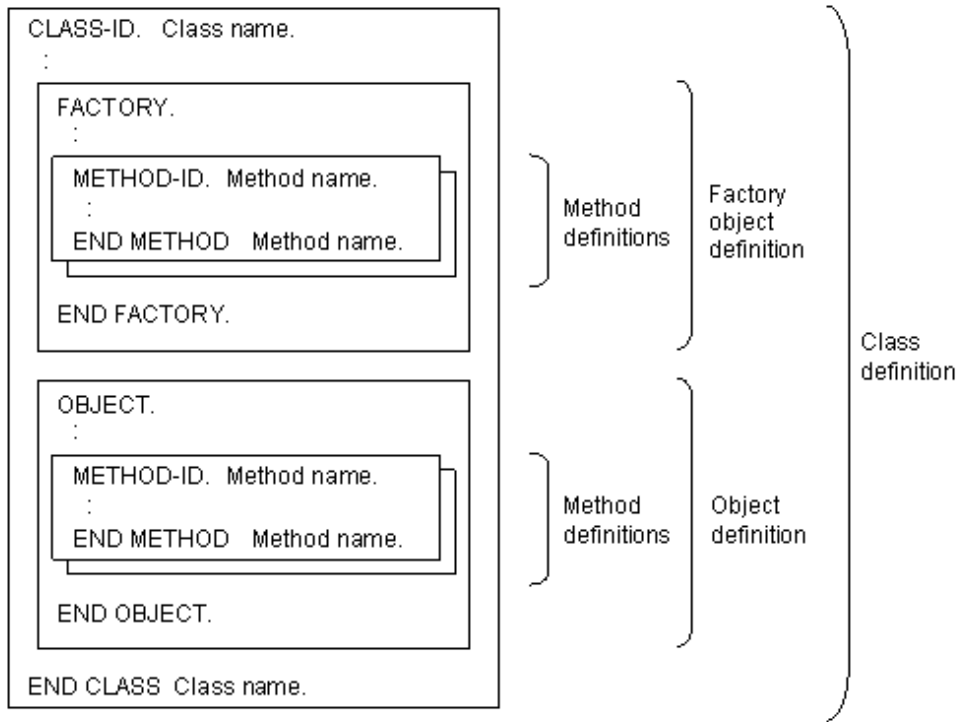 CLASS-ID. Class name.
:
FACTORY.
:
METHOD-ID. Method name.
:
END METHOD Method name.
END FACTORY.
Method
definitions
Factory
object
definition
OBJECT.
:
METHOD-ID. Method name.
:
END METHOD Method name.
END OBJECT.
Method
definitions
Object
definition
END CLASS Class name.
Class
definition